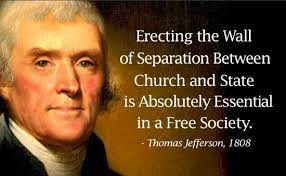 Erecting the Wall
of Separation Between
Church and State
is Absolutely Essential
in a Free Society.
- Thomas Jefferson, 1808